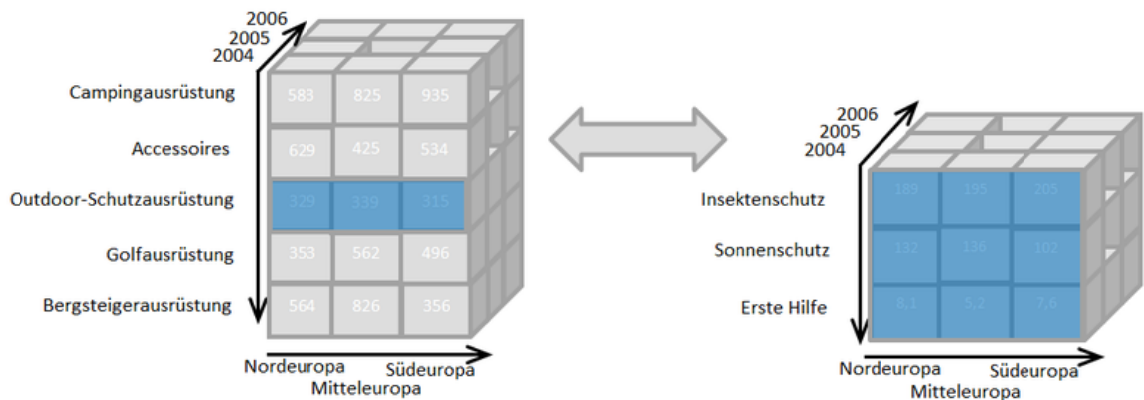 2006
2005
2004
Campingausrüstung 583 825 935
Accessoires 629 425 534
Outdoor-Schutzausrüstung 329 339 315
Golfausrüstung 353 562 496
Bergsteigerausrüstung 564 826 356
Nordeuropa Südeuropa
Mitteleuropa
2006
2005
2004
Insektenschutz 189 195 205
Sonnenschutz 132 136 102
Erste Hilfe 8,1 5,2 7,6
Nordeuropa Südeuropa
Mitteleuropa